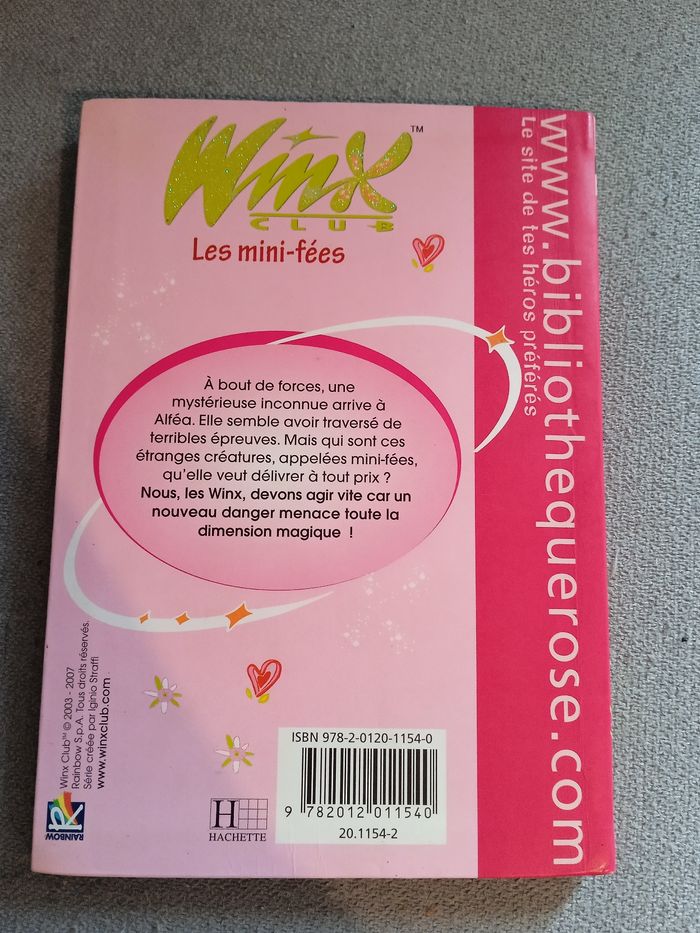 WinX™
CLUB
Les mini-fées
À bout de forces, une
mystérieuse inconnue arrive à
Alféa. Elle semble avoir traversé de
terribles épreuves. Mais qui sont ces
étranges créatures, appelées mini-fées,
qu'elle veut délivrer à tout prix ?
Nous, les Winx, devons agir vite car un
nouveau danger menace toute la
dimension magique !
www.bibliothequerose.com
Le site de tes héros préférés
Winx Club™ © 2003 - 2007
Rainbow S.p.A. Tous droits réservés.
Série créée par Iginio Straffi
www.winxclub.com
RAINBOW
H
HACHETTE
ISBN 978-2-0120-1154-0
9 782012 011540
20.1154-2